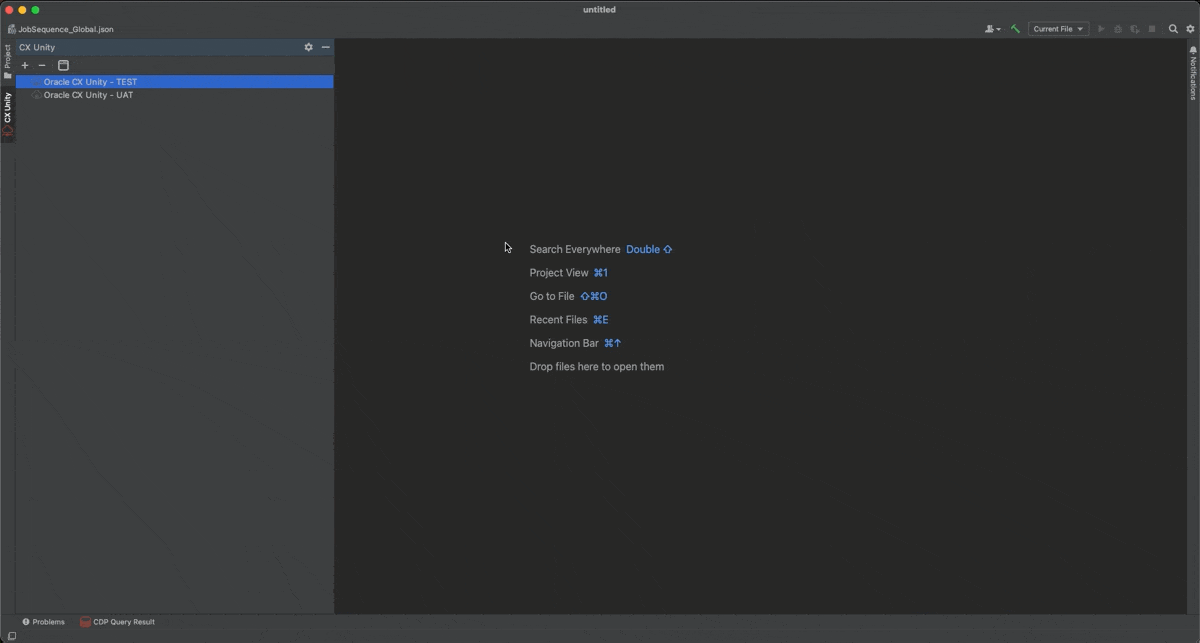 untitled
JobSequence_Global.json
Current File
Project
CX Unity
CX Unity
Oracle CX Unity - TEST
Oracle CX Unity - UAT
Notifications
Search Everywhere Double ⇧
Project View ⌘1
Go to File ⇧⌘O
Recent Files ⌘E
Navigation Bar ⌘↑
Drop files here to open them
Problems
CDP Query Result